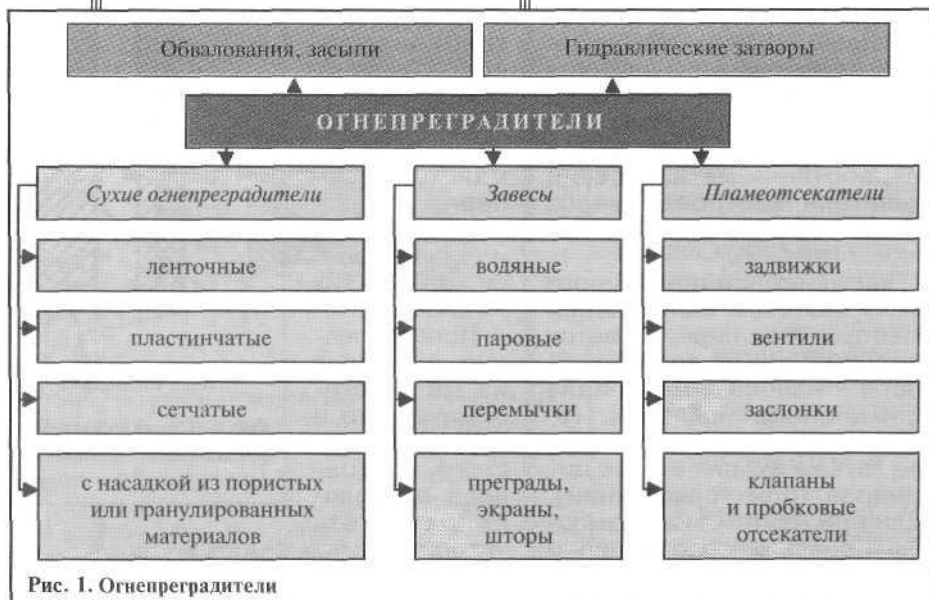 Обвалования, засыпи
Гидравлические затворы
ОГНЕПРЕГРАДИТЕЛИ
Сухие огнепреградители
ленточные
пластинчатые
сетчатые
с насадкой из пористых
или гранулированных
материалов
Завесы
водяные
паровые
перемычки
преграды,
экраны,
шторы
Пламеотсекатели
задвижки
вентили
заслонки
клапаны
и пробковые
отсекатели
Рис. 1. Огнепреградители